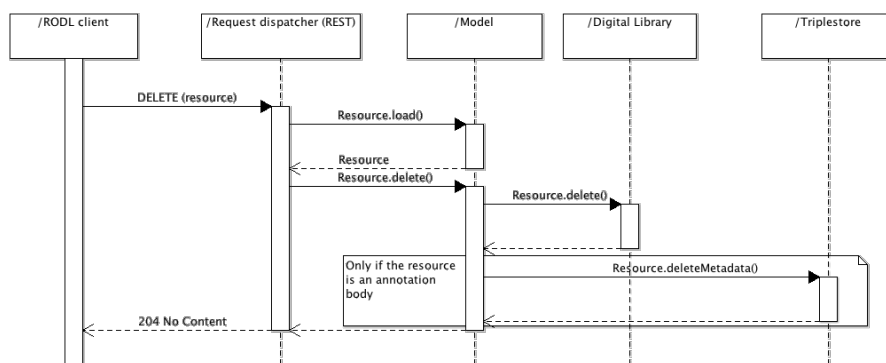 /RODL client
/Request dispatcher (REST)
/Model
/Digital Library
/Triplestore
DELETE (resource)
Resource.load()
Resource
Resource.delete()
Resource.delete()
Only if the resource
is an annotation
body
Resource.deleteMetadata()
204 No Content